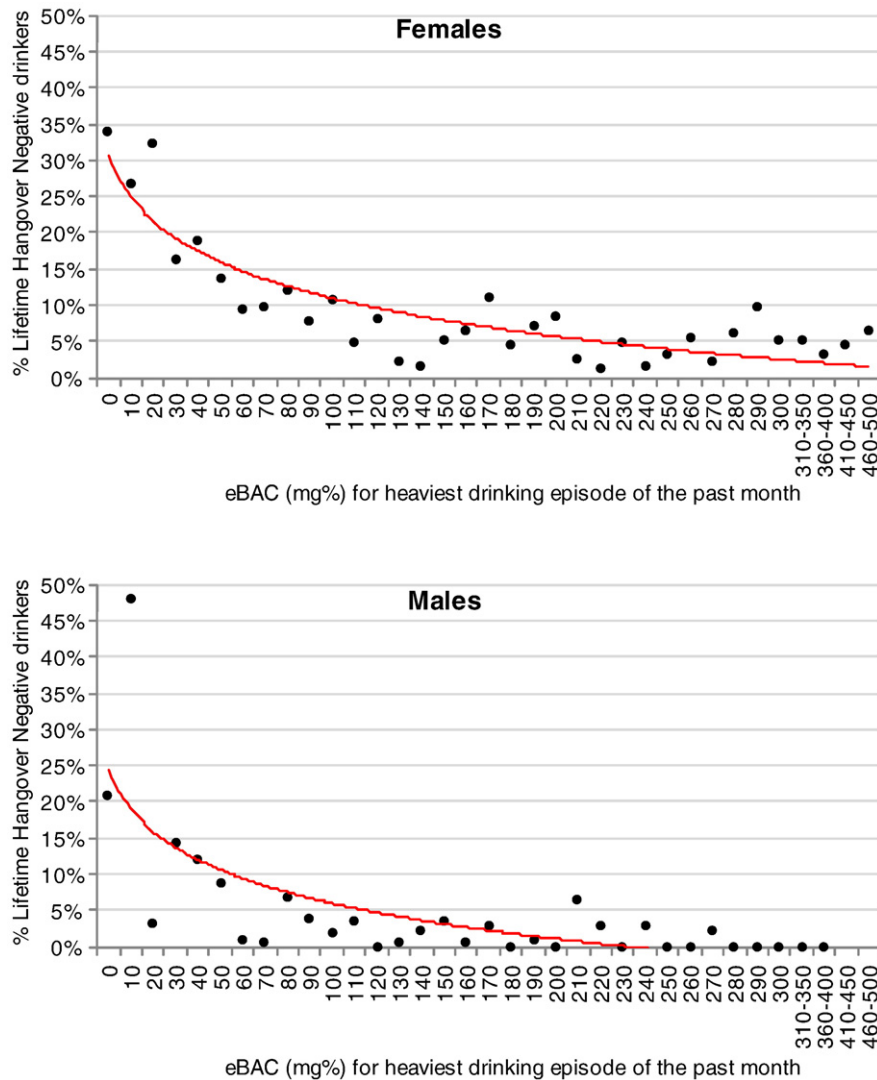 Females
% Lifetime Hangover Negative drinkers
50%
45%
40%
35%
30%
25%
20%
15%
10%
5%
0%
0 10 20 30 40 50 60 70 80 90 100 110 120 130 140 150 160 170 180 190 200 210 220 230 240 250 260 270 280 290 300 310-350 360-400 410-450 460-500
eBAC (mg%) for heaviest drinking episode of the past month
Males
% Lifetime Hangover Negative drinkers
50%
45%
40%
35%
30%
25%
20%
15%
10%
5%
0%
0 10 20 30 40 50 60 70 80 90 100 110 120 130 140 150 160 170 180 190 200 210 220 230 240 250 260 270 280 290 300 310-350 360-400 410-4500 460-500
eBAC (mg%) for heaviest drinking episode of the past month